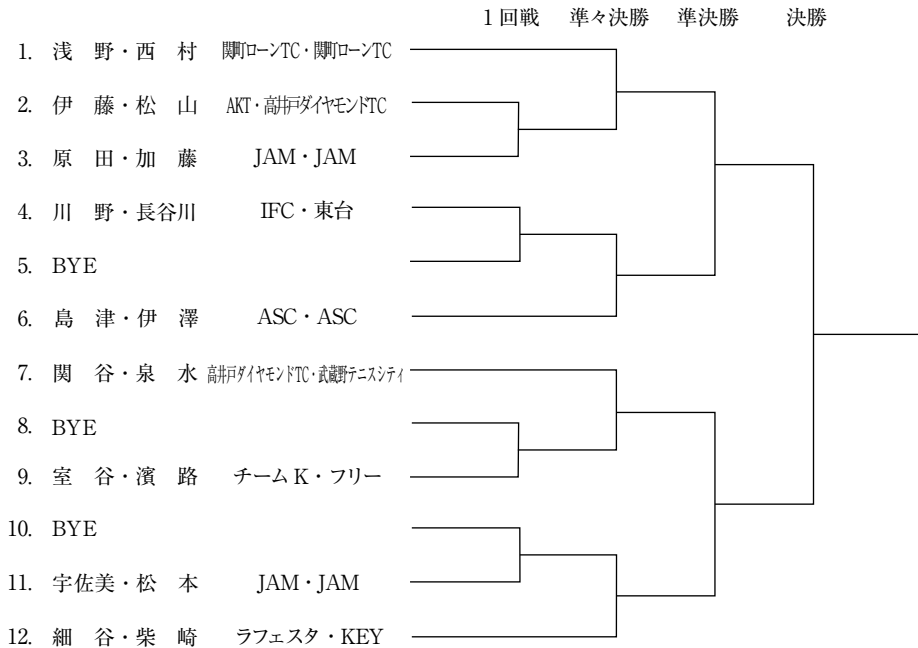 1回戦 準々決勝 準決勝 決勝
1. 浅 野・西 村 関町ローンTC・関町ローンTC
2. 伊 藤・松 山 AKT・高井戸ダイヤモンドTC
3. 原 田・加 藤 JAM・JAM
4. 川 野・長谷川 IFC・東台
5. BYE
6. 島 津・伊 澤 ASC・ASC
7. 関 谷・泉 水 高井戸ダイヤモンドTC・武蔵野テニスシティ
8. BYE
9. 室 谷・濱 路 チームK・フリー
10. BYE
11. 宇佐美・松 本 JAM・JAM
12. 細 谷・柴 崎 ラフェスタ・KEY